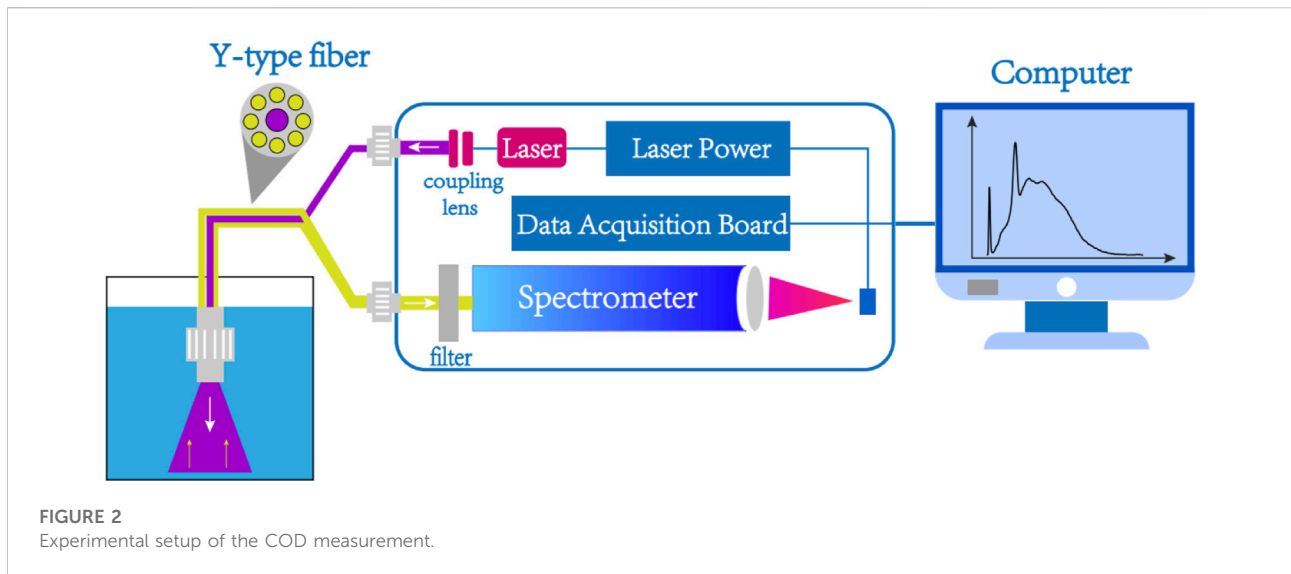 Y-type fiber
Computer
Laser
Laser Power
coupling
lens
Data Acquisition Board
Spectrometer
filter
FIGURE 2
Experimental setup of the COD measurement.